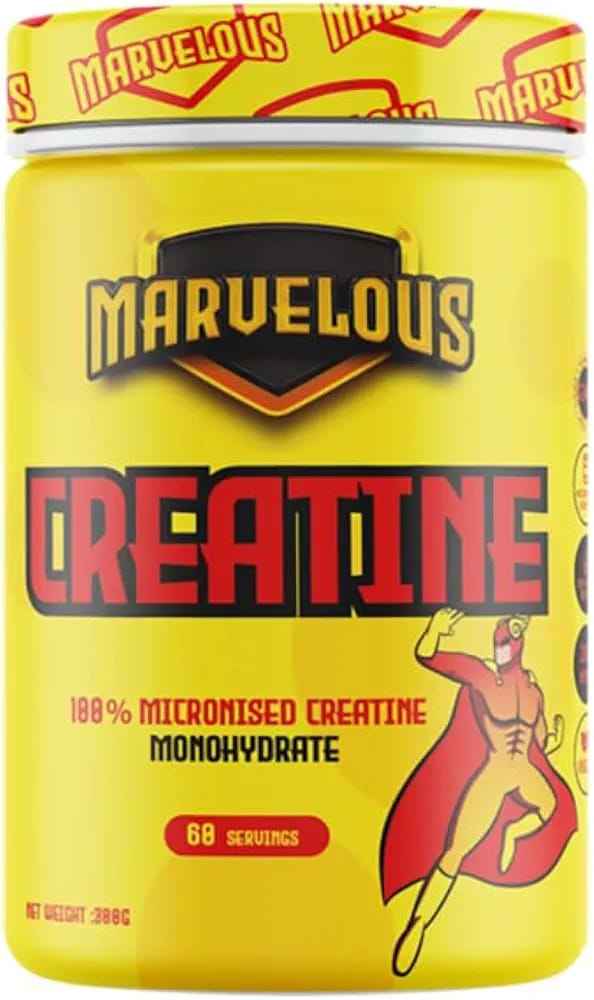 MARVELOUS
MARVELOUS
CREATINE
100% MICRONISED CREATINE
MONOHYDRATE
60 SERVINGS
NET WEIGHT :300G